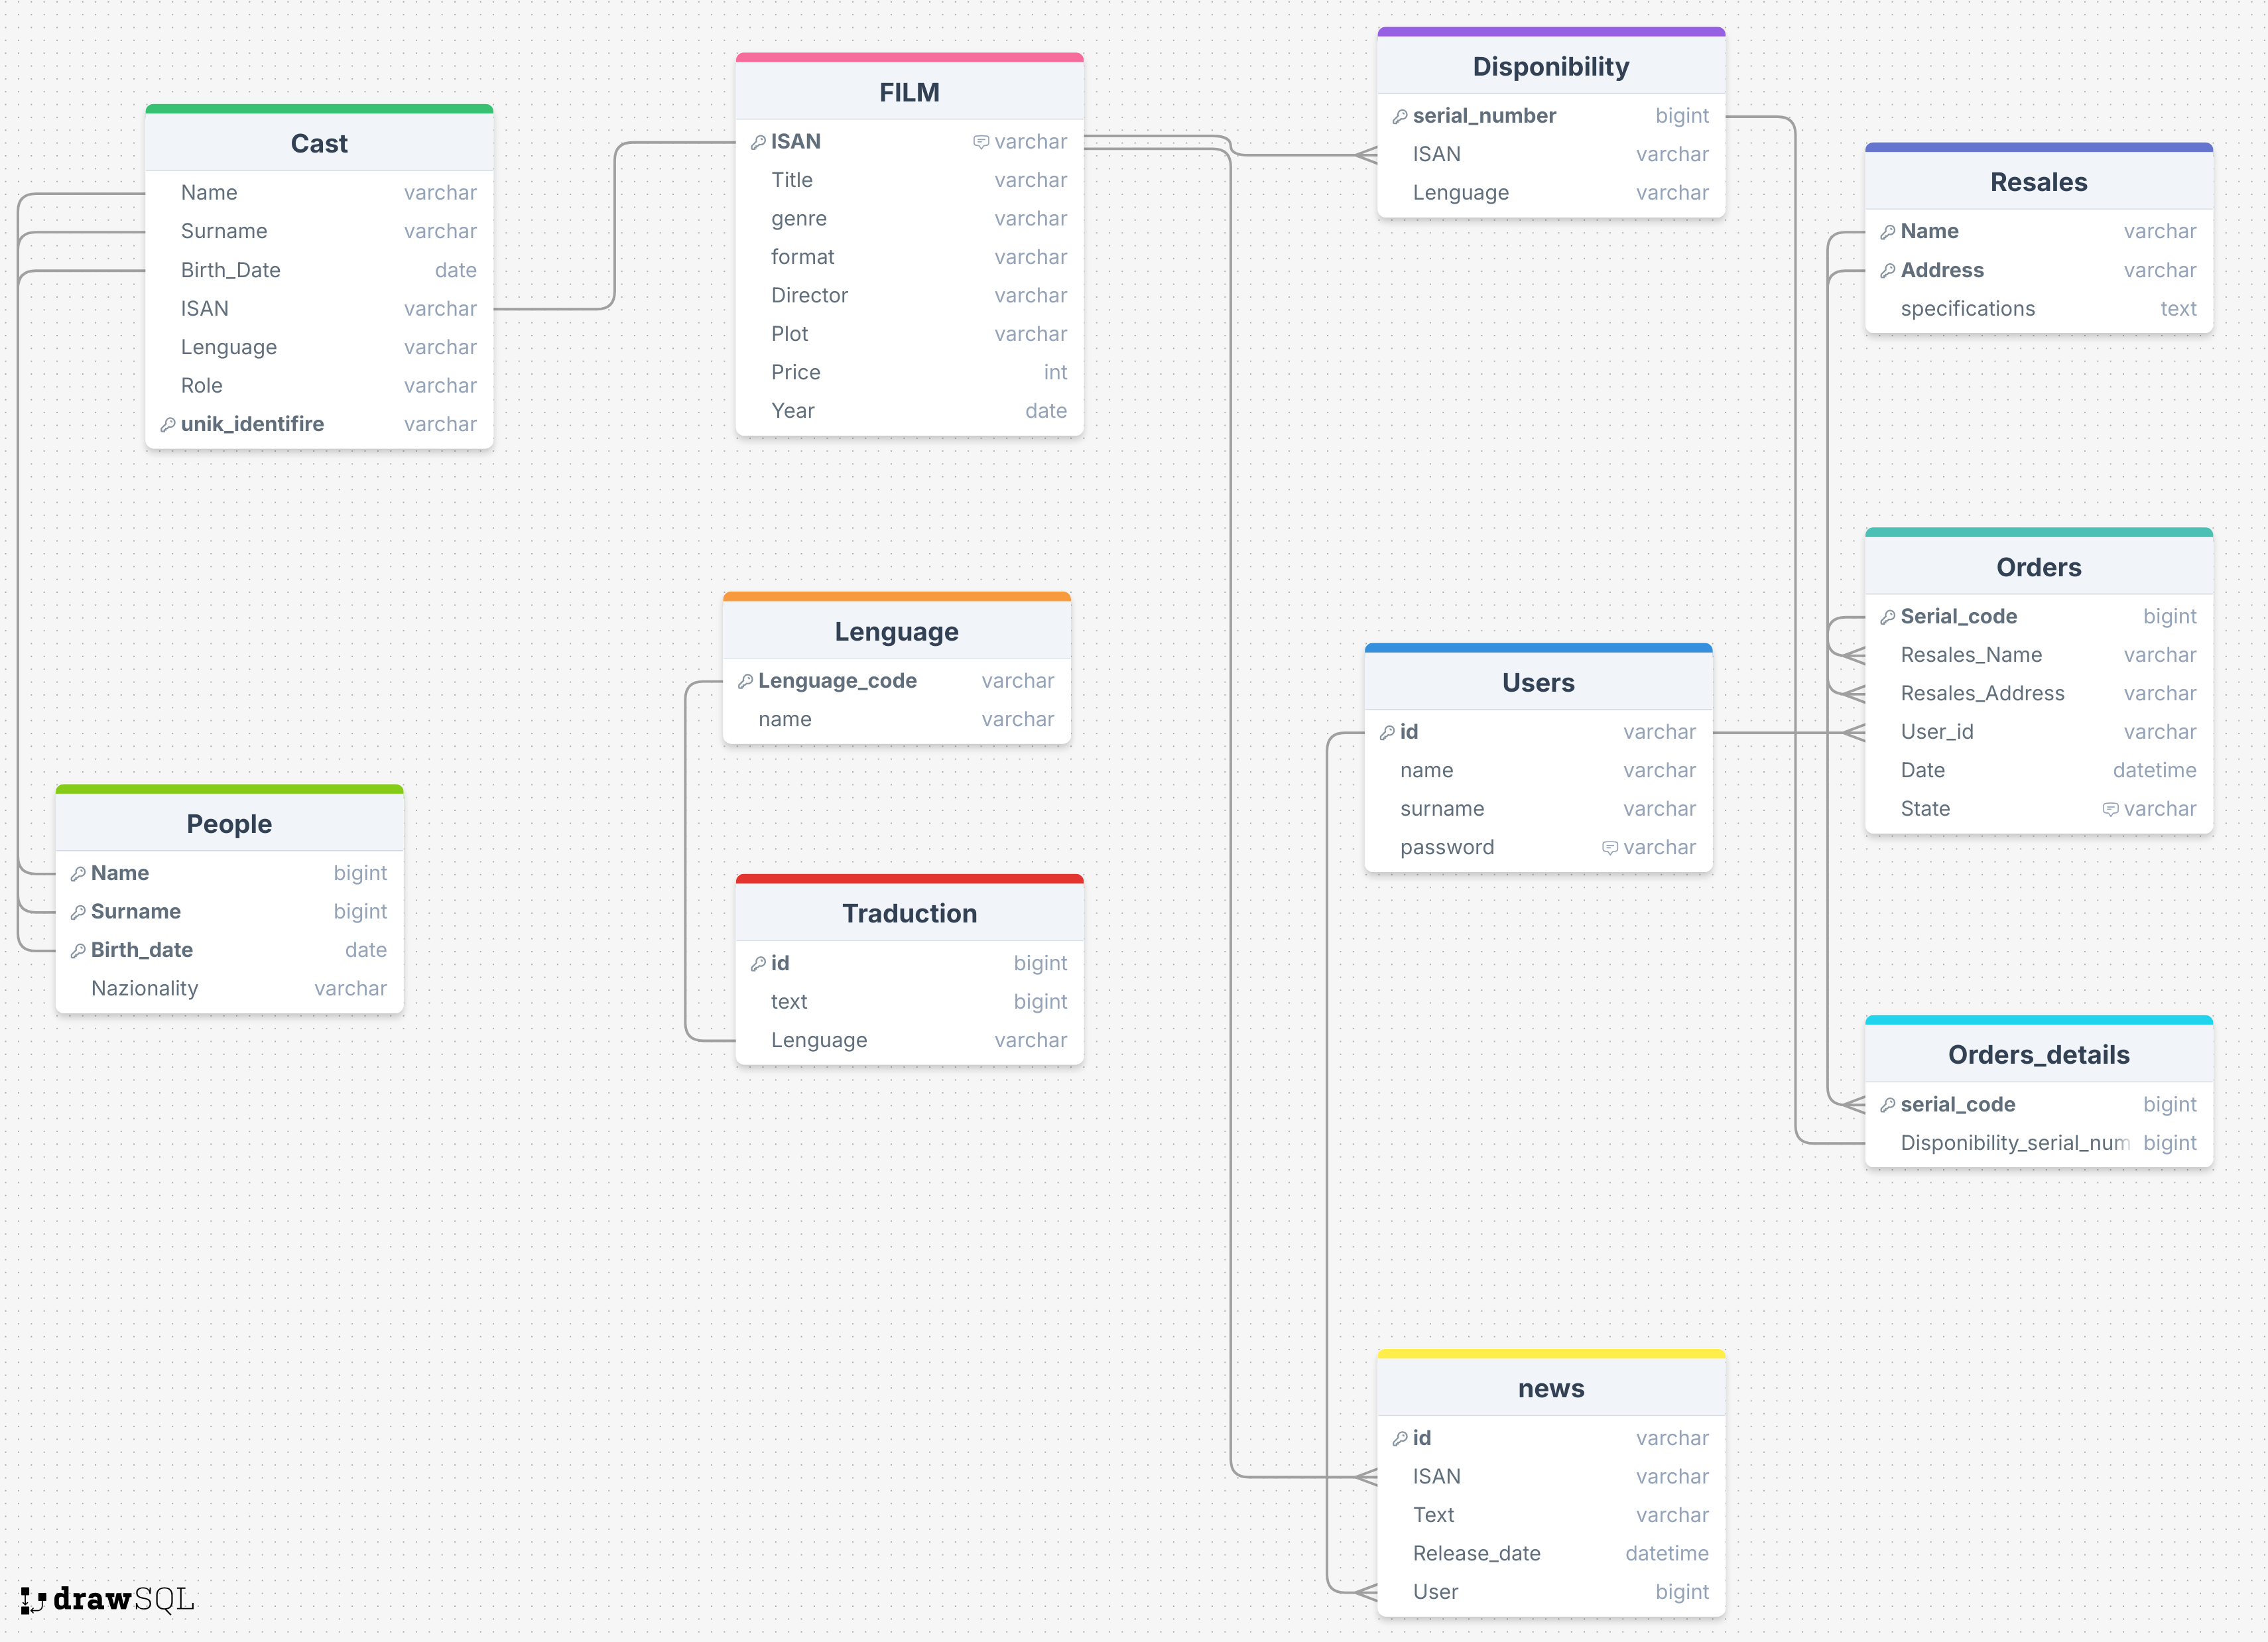 Cast
Name varchar
Surname varchar
Birth_Date date
ISAN varchar
Lenguage varchar
Role varchar
unik_identifire varchar
FILM
ISAN varchar
Title varchar
genre varchar
format varchar
Director varchar
Plot varchar
Price int
Year date
Disponibility
serial_number bigint
ISAN varchar
Lenguage varchar
Resales
Name varchar
Address varchar
specifications text
Orders
Serial_code bigint
Resales_Name varchar
Resales_Address varchar
User_id varchar
Date datetime
State varchar
Lenguage
Lenguage_code varchar
name varchar
Users
id varchar
name varchar
surname varchar
password varchar
People
Name bigint
Surname bigint
Birth_date date
Nazionality varchar
Traduction
id bigint
text bigint
Lenguage varchar
Orders_details
serial_code bigint
Disponibility_serial_num bigint
news
id varchar
ISAN varchar
Text varchar
Release_date datetime
User bigint
drawSQL